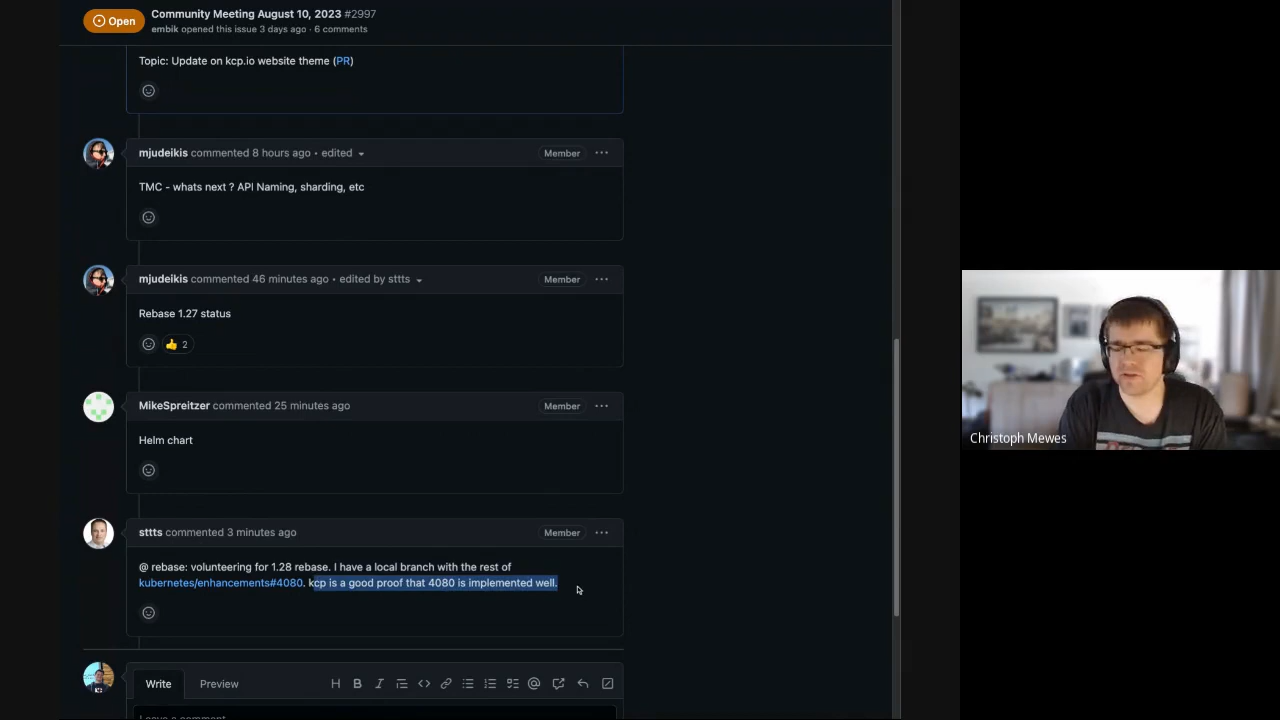 Open
Community Meeting August 10, 2023 #2997
embik opened this issue 3 days ago · 6 comments
Topic: Update on kcp.io website theme (PR)
mjudeikis commented 8 hours ago • edited
Member
TMC - whats next ? API Naming, sharding, etc
mjudeikis commented 46 minutes ago • edited by sttts
Member
Rebase 1.27 status
👍 2
MikeSpreitzer commented 25 minutes ago
Member
Helm chart
sttts commented 3 minutes ago
Member
@ rebase: volunteering for 1.28 rebase. I have a local branch with the rest of
kubernetes/enhancements#4080. kcp is a good proof that 4080 is implemented well.
Write
Preview
Leave a comment
Christoph Mewes